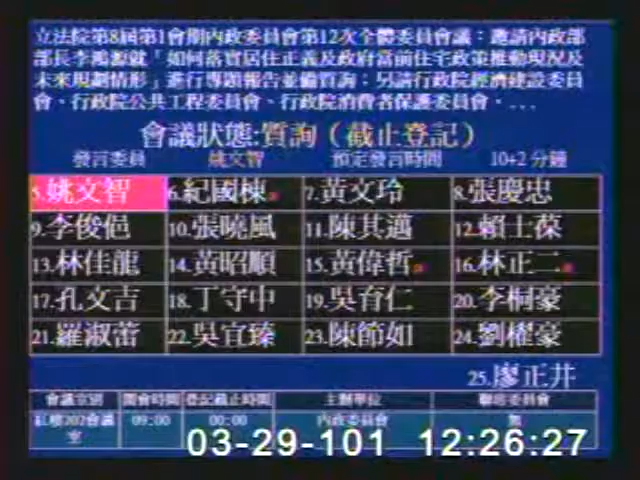 立法院第8屆第1會期內政委員會第12次全體委員會議：邀請內政部
部長李鴻源就「如何落實居住正義及政府當前住宅政策推動現況及
未來規劃情形」進行專題報告並備質詢；另請行政院經濟建設委員
會、行政院公共工程委員會、行政院消費者保護委員會、...
會議狀態:質詢（截止登記）
發言委員 姚文智 預定發言時間 10+2 分鐘
5.姚文智 6.紀國棟 7.黃文玲 8.張慶忠
9.李俊俋 10.張曉風 11.陳其邁 12.賴士葆
13.林佳龍 14.黃昭順 15.黃偉哲 16.林正二
17.孔文吉 18.丁守中 19.吳育仁 20.李桐豪
21.羅淑蕾 22.吳宜臻 23.陳節如 24.劉櫂豪
25.廖正井
會議室別 開會時間 登記截止時間 主辦單位 聯席委員會
紅樓202會議室 09:00 00:00 內政委員會 無
03-29-101 12:26:27